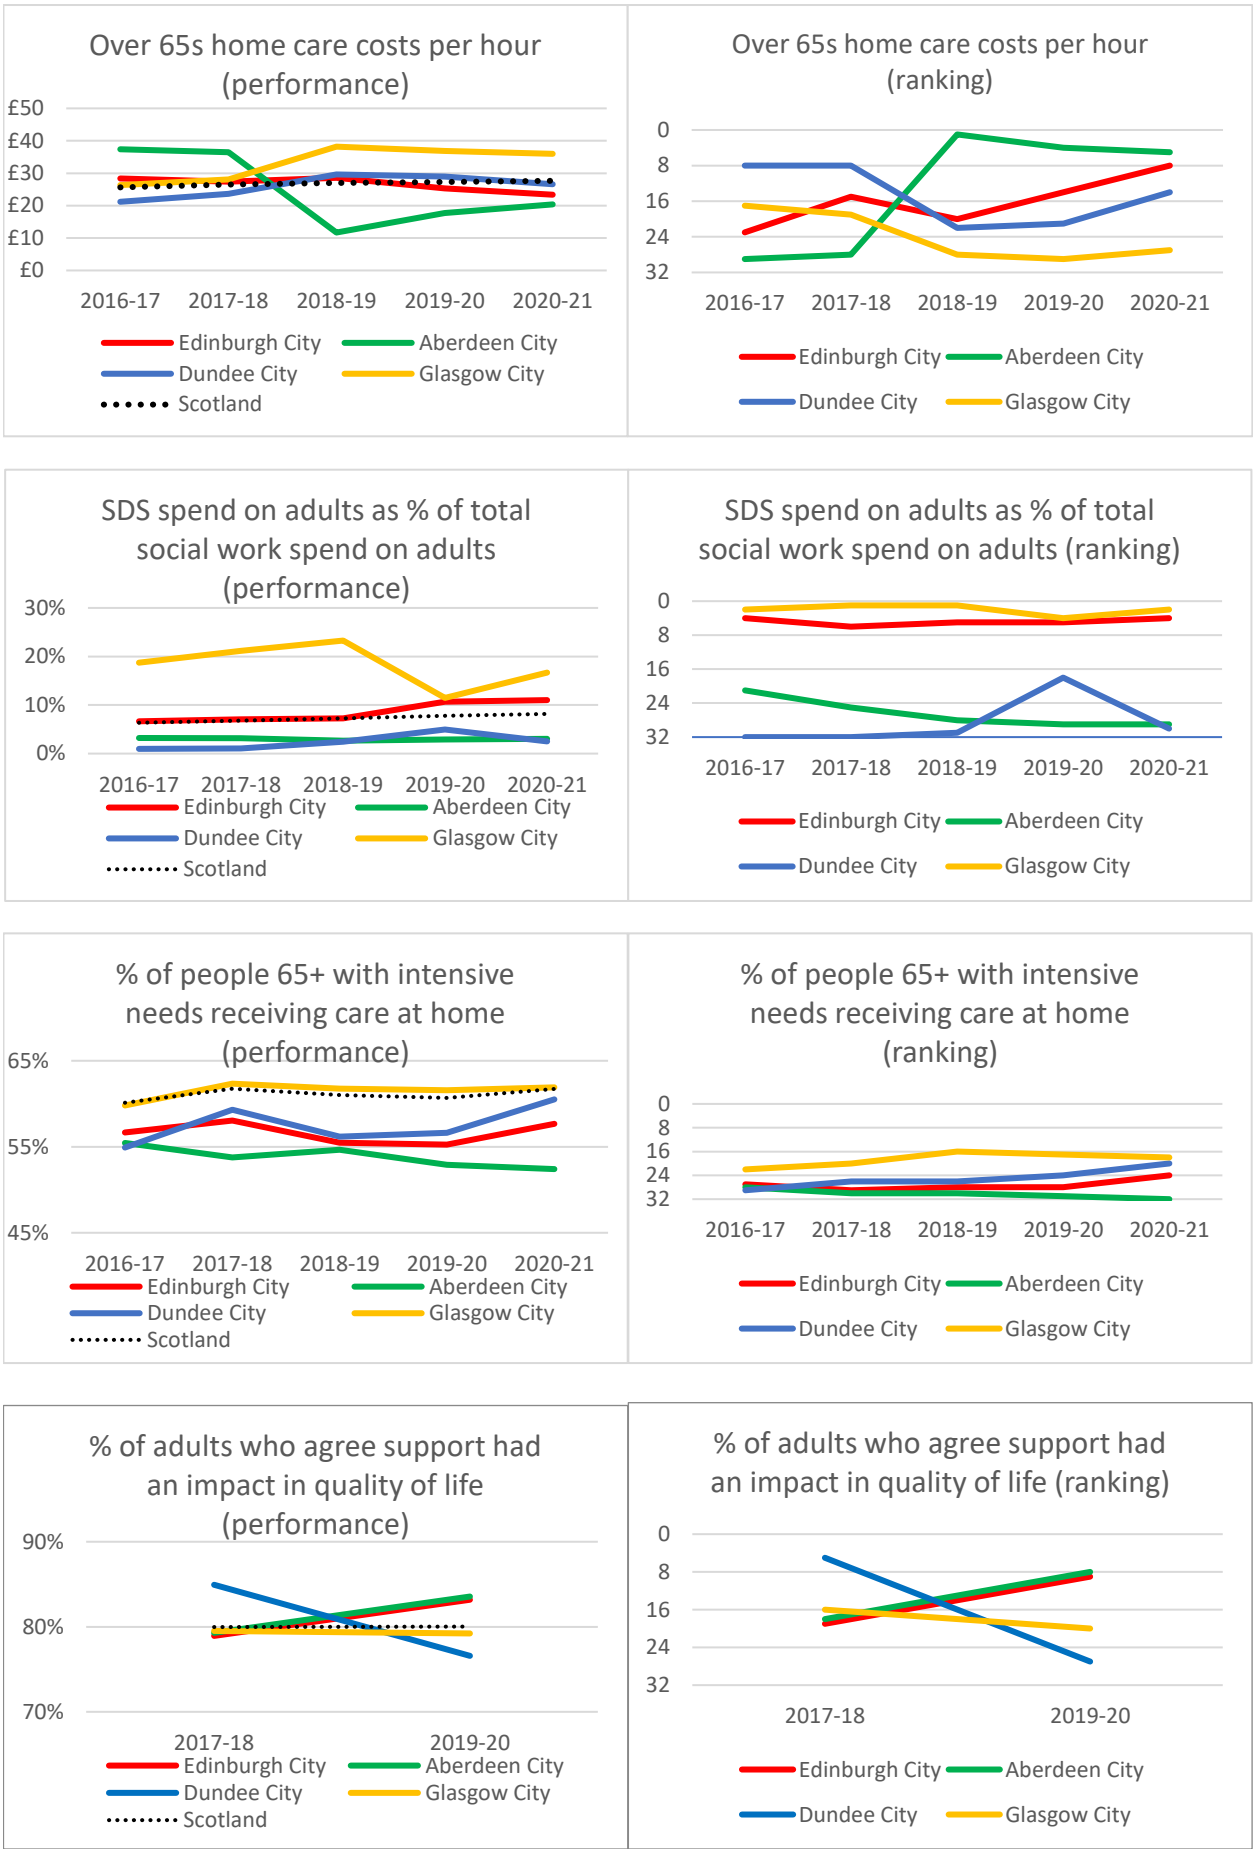 Over 65s home care costs per hour
(performance)
£50
£40
£30
£20
£10
£0
2016-17 2017-18 2018-19 2019-20 2020-21
Edinburgh City Aberdeen City
Dundee City Glasgow City
Scotland
Over 65s home care costs per hour
(ranking)
0
8
16
24
32
2016-17 2017-18 2018-19 2019-20 2020-21
Edinburgh City Aberdeen City
Dundee City Glasgow City
SDS spend on adults as % of total
social work spend on adults
(performance)
30%
20%
10%
0%
2016-17 2017-18 2018-19 2019-20 2020-21
Edinburgh City Aberdeen City
Dundee City Glasgow City
Scotland
SDS spend on adults as % of total
social work spend on adults (ranking)
0
8
16
24
32
2016-17 2017-18 2018-19 2019-20 2020-21
Edinburgh City Aberdeen City
Dundee City Glasgow City
% of people 65+ with intensive
needs receiving care at home
(performance)
65%
55%
45%
2016-17 2017-18 2018-19 2019-20 2020-21
Edinburgh City Aberdeen City
Dundee City Glasgow City
Scotland
% of people 65+ with intensive
needs receiving care at home
(ranking)
0
8
16
24
32
2016-17 2017-18 2018-19 2019-20 2020-21
Edinburgh City Aberdeen City
Dundee City Glasgow City
% of adults who agree support had
an impact in quality of life
(performance)
90%
80%
70%
2017-18 2019-20
Edinburgh City Aberdeen City
Dundee City Glasgow City
Scotland
% of adults who agree support had
an impact in quality of life (ranking)
0
8
16
24
32
2017-18 2019-20
Edinburgh City Aberdeen City
Dundee City Glasgow City